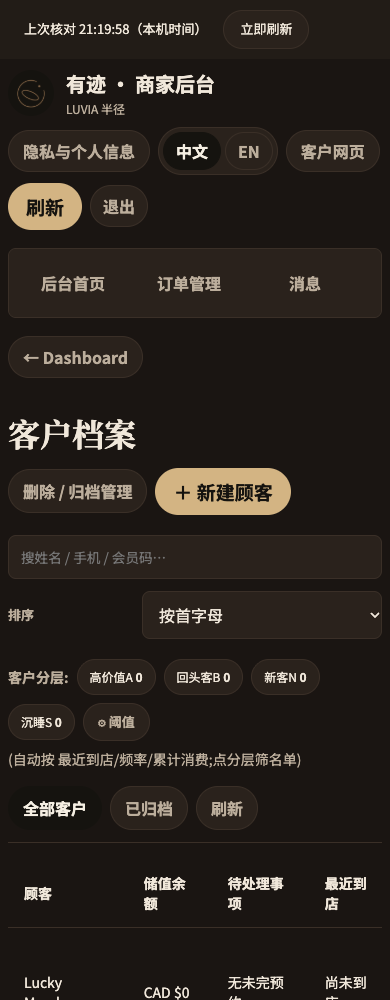 上次核对 21:19:58（本机时间） 立即刷新
有迹 · 商家后台
LUVIA 半径
隐私与个人信息 中文 EN 客户网页
刷新 退出
后台首页 订单管理 消息
← Dashboard
客户档案
删除 / 归档管理 ＋ 新建顾客
搜姓名 / 手机 / 会员码…
排序 按首字母
客户分层: 高价值A 0 回头客B 0 新客N 0
沉睡S 0 ⚙ 阈值
(自动按 最近到店/频率/累计消费;点分层筛名单)
全部客户 已归档 刷新
顾客 储值余额 待处理事项 最近到店
Lucky CAD $0 无未完预 尚未到